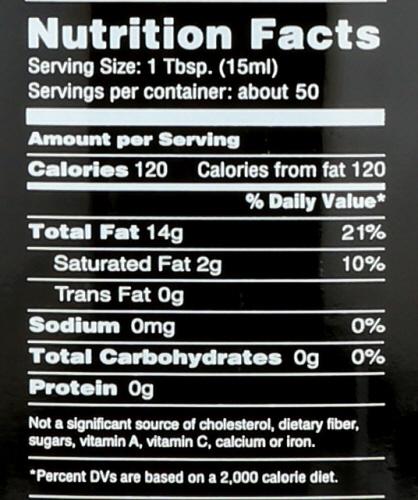 Nutrition Facts
Serving Size: 1 Tbsp. (15ml)
Servings per container: about 50
Amount per Serving
Calories 120 Calories from fat 120
% Daily Value*
Total Fat 14g 21%
Saturated Fat 2g 10%
Trans Fat 0g
Sodium 0mg 0%
Total Carbohydrates 0g 0%
Protein 0g
Not a significant source of cholesterol, dietary fiber,
sugars, vitamin A, vitamin C, calcium or iron.
*Percent DVs are based on a 2,000 calorie diet.